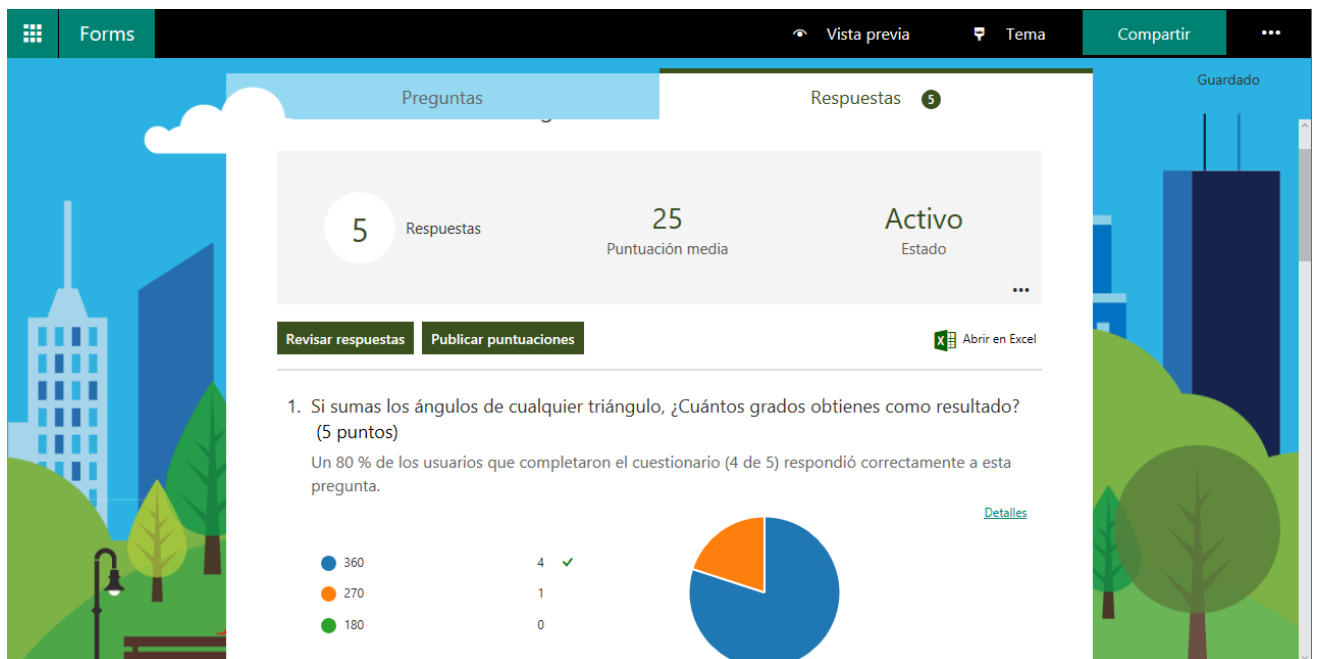 Forms
Vista previa
Tema
Compartir
Guardado
Preguntas
Respuestas 5
5 Respuestas
25
Puntuación media
Activo
Estado
Revisar respuestas
Publicar puntuaciones
Abrir en Excel
1. Si sumas los ángulos de cualquier triángulo, ¿Cuántos grados obtienes como resultado?
(5 puntos)
Un 80 % de los usuarios que completaron el cuestionario (4 de 5) respondió correctamente a esta
pregunta.
Detalles
360 4
270 1
180 0